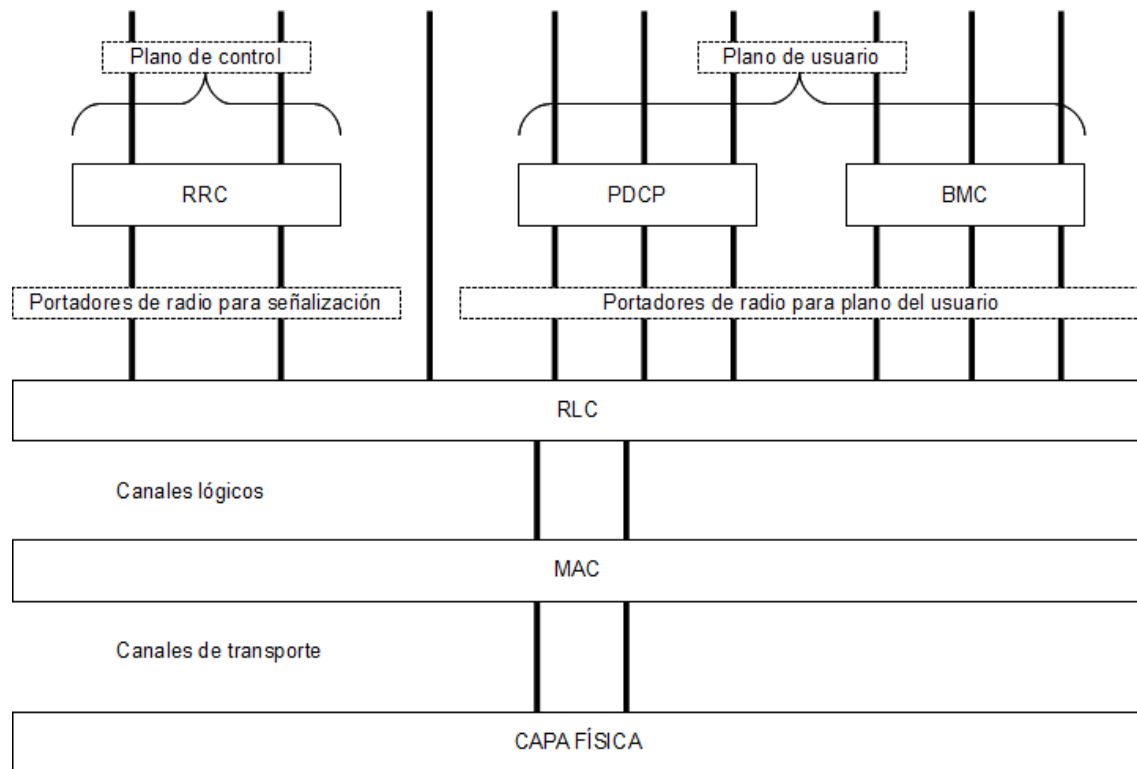 Plano de control
Plano de usuario
RRC
PDCP
BMC
Portadores de radio para señalización
Portadores de radio para plano del usuario
RLC
Canales lógicos
MAC
Canales de transporte
CAPA FÍSICA